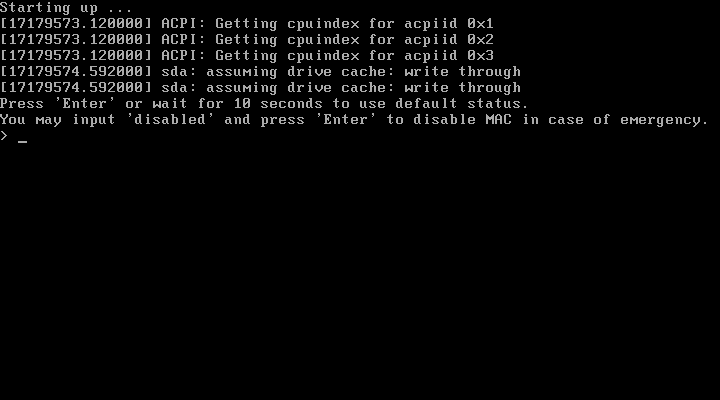 Starting up ...
[17179573.120000] ACPI: Getting cpuindex for acpiid 0x1
[17179573.120000] ACPI: Getting cpuindex for acpiid 0x2
[17179573.120000] ACPI: Getting cpuindex for acpiid 0x3
[17179574.592000] sda: assuming drive cache: write through
[17179574.592000] sda: assuming drive cache: write through
Press 'Enter' or wait for 10 seconds to use default status.
You may input 'disabled' and press 'Enter' to disable MAC in case of emergency.
> _